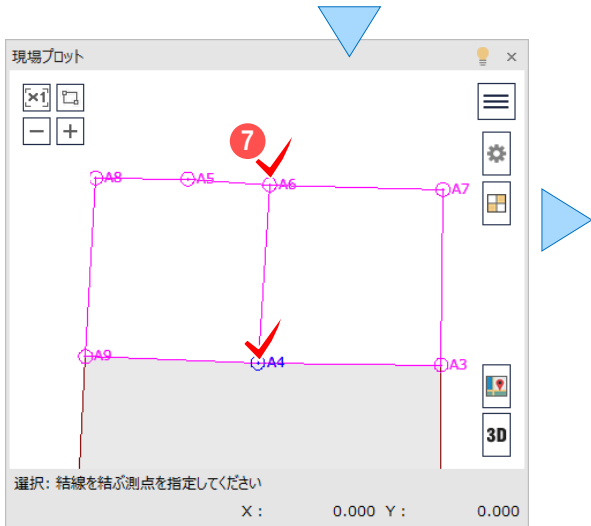 現場プロット
×1
7
A8
A5
A6
A7
A9
A4
A3
3D
選択: 結線を結ぶ測点を指定してください
X : 0.000 Y : 0.000